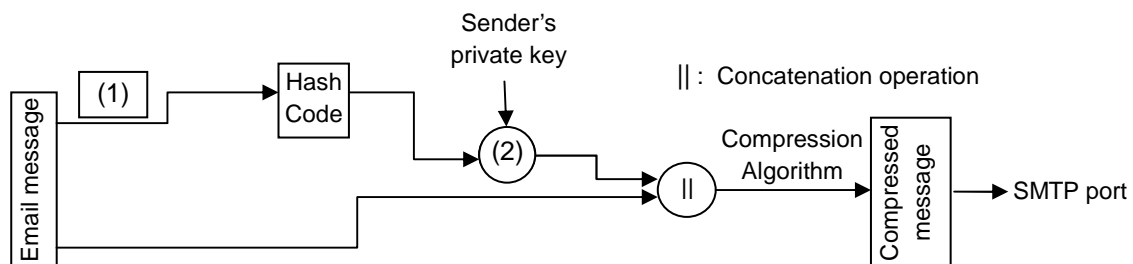 Sender's
private key
|| : Concatenation operation
(1)
Hash
Code
Email message
(2)
||
Compression
Algorithm
Compressed
message
SMTP port